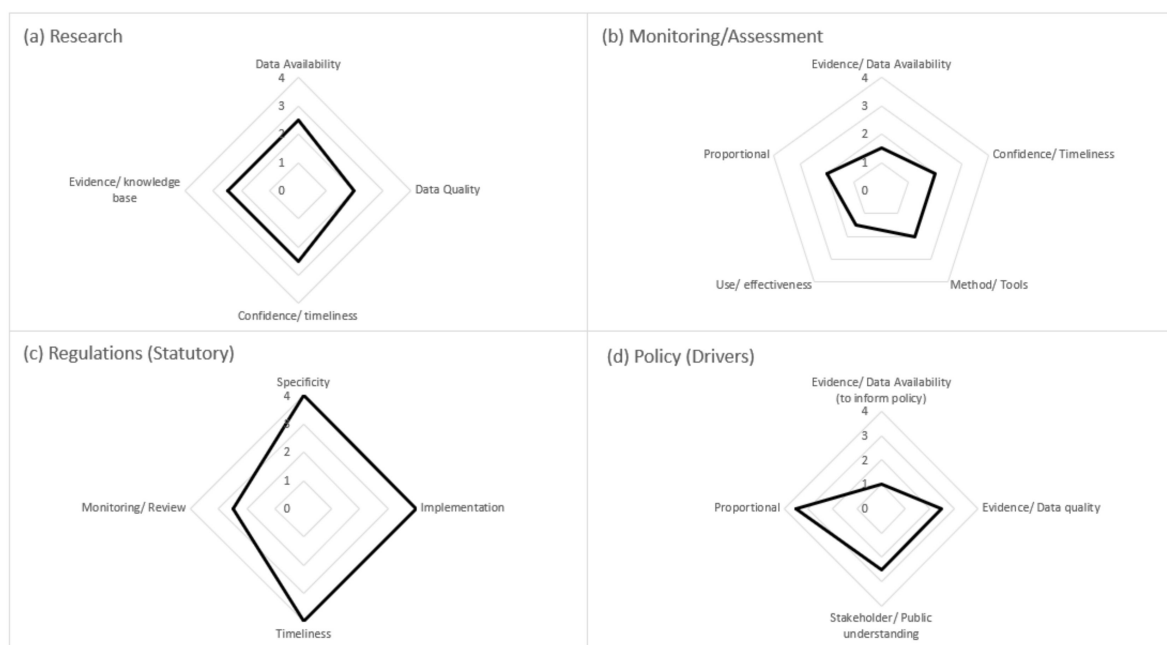 (a) Research
Data Availability
4
3
2
1
0
Evidence/ knowledge
base
Data Quality
Confidence/ timeliness
(b) Monitoring/Assessment
Evidence/ Data Availability
4
3
2
1
0
Proportional
Confidence/ Timeliness
Use/ effectiveness
Method/ Tools
(c) Regulations (Statutory)
Specificity
4
3
2
1
0
Monitoring/ Review
Implementation
Timeliness
(d) Policy (Drivers)
Evidence/ Data Availability
(to inform policy)
4
3
2
1
0
Proportional
Evidence/ Data quality
Stakeholder/ Public
understanding